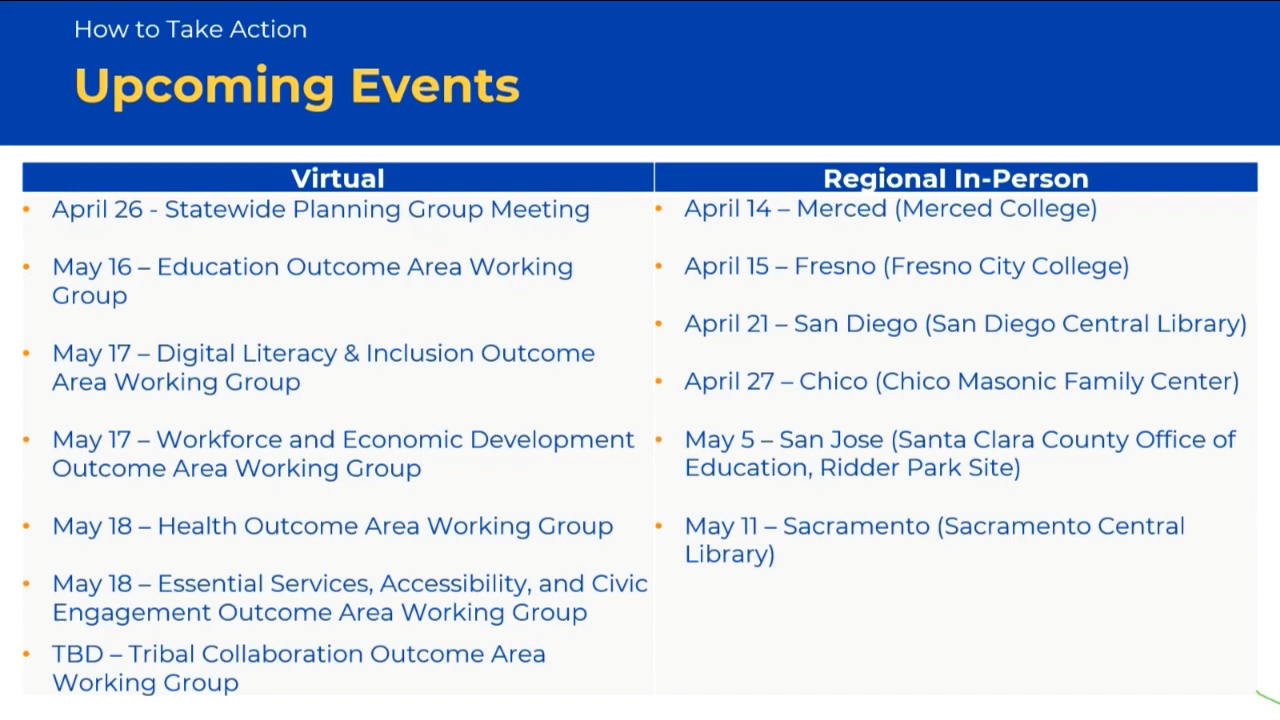 How to Take Action
Upcoming Events
Virtual
• April 26 - Statewide Planning Group Meeting
• May 16 – Education Outcome Area Working
Group
• May 17 – Digital Literacy & Inclusion Outcome
Area Working Group
• May 17 – Workforce and Economic Development
Outcome Area Working Group
• May 18 – Health Outcome Area Working Group
• May 18 – Essential Services, Accessibility, and Civic
Engagement Outcome Area Working Group
• TBD – Tribal Collaboration Outcome Area
Working Group
Regional In-Person
• April 14 – Merced (Merced College)
• April 15 – Fresno (Fresno City College)
• April 21 – San Diego (San Diego Central Library)
• April 27 – Chico (Chico Masonic Family Center)
• May 5 – San Jose (Santa Clara County Office of
Education, Ridder Park Site)
• May 11 – Sacramento (Sacramento Central
Library)